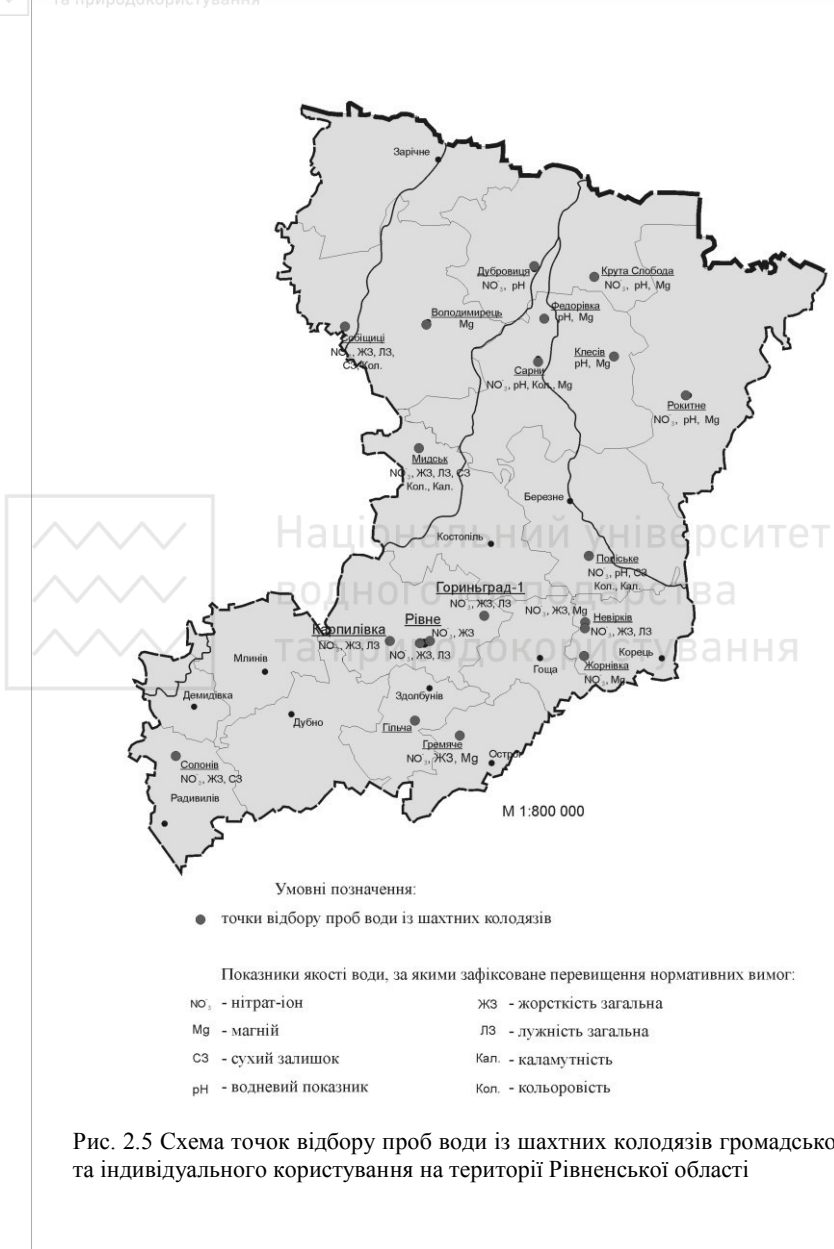 та природокористування
Зарічне
Дубровиця
NO₃, pH
Крута Слобода
NO₃, pH, Mg
Володимирець
Mg
Федорівка
pH, Mg
NO₃, ЖЗ, ЛЗ,
СЗ, Кол.
Клесів
pH, Mg
Сарни
NO₃, pH, Кол., Mg
Рокитне
NO₃, pH, Mg
Мидськ
NO₃, ЖЗ, ЛЗ, СЗ
Кол., Кал.
Березне
Національний університет
Костопіль
NO₃, pH, СЗ
Кол., Кал.
водного господарства
Гориньград-1
NO₃, ЖЗ, ЛЗ
NO₃, ЖЗ, Mg
Невірків
NO₃, ЖЗ, ЛЗ
Рівне
NO₃, ЖЗ
NO₃, ЖЗ, ЛЗ
Карпилівка
NO₃, ЖЗ, ЛЗ
та природокористування
Млинів
Гоща
Корець
Жорнівка
NO₃, Mg
Здолбунів
Демидівка
Дубно
Гільча
Гремяче
NO₃, ЖЗ, Mg
Острог
Солонів
NO₃, ЖЗ, СЗ
Радивилів
М 1:800 000
Умовні позначення:
точки відбору проб води із шахтних колодязів
Показники якості води, за якими зафіксоване перевищення нормативних вимог:
NO₃ - нітрат-іон
ЖЗ - жорсткість загальна
Mg - магній
ЛЗ - лужність загальна
СЗ - сухий залишок
Кал. - каламутність
pH - водневий показник
Кол. - кольоровість
Рис. 2.5 Схема точок відбору проб води із шахтних колодязів громадсько
та індивідуального користування на території Рівненської області